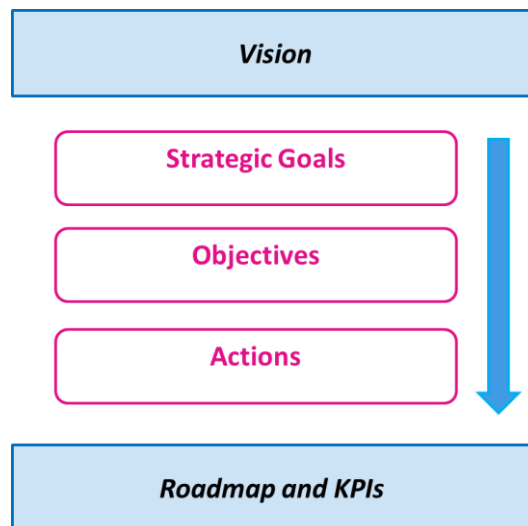 Vision
Strategic Goals
Objectives
Actions
Roadmap and KPIs